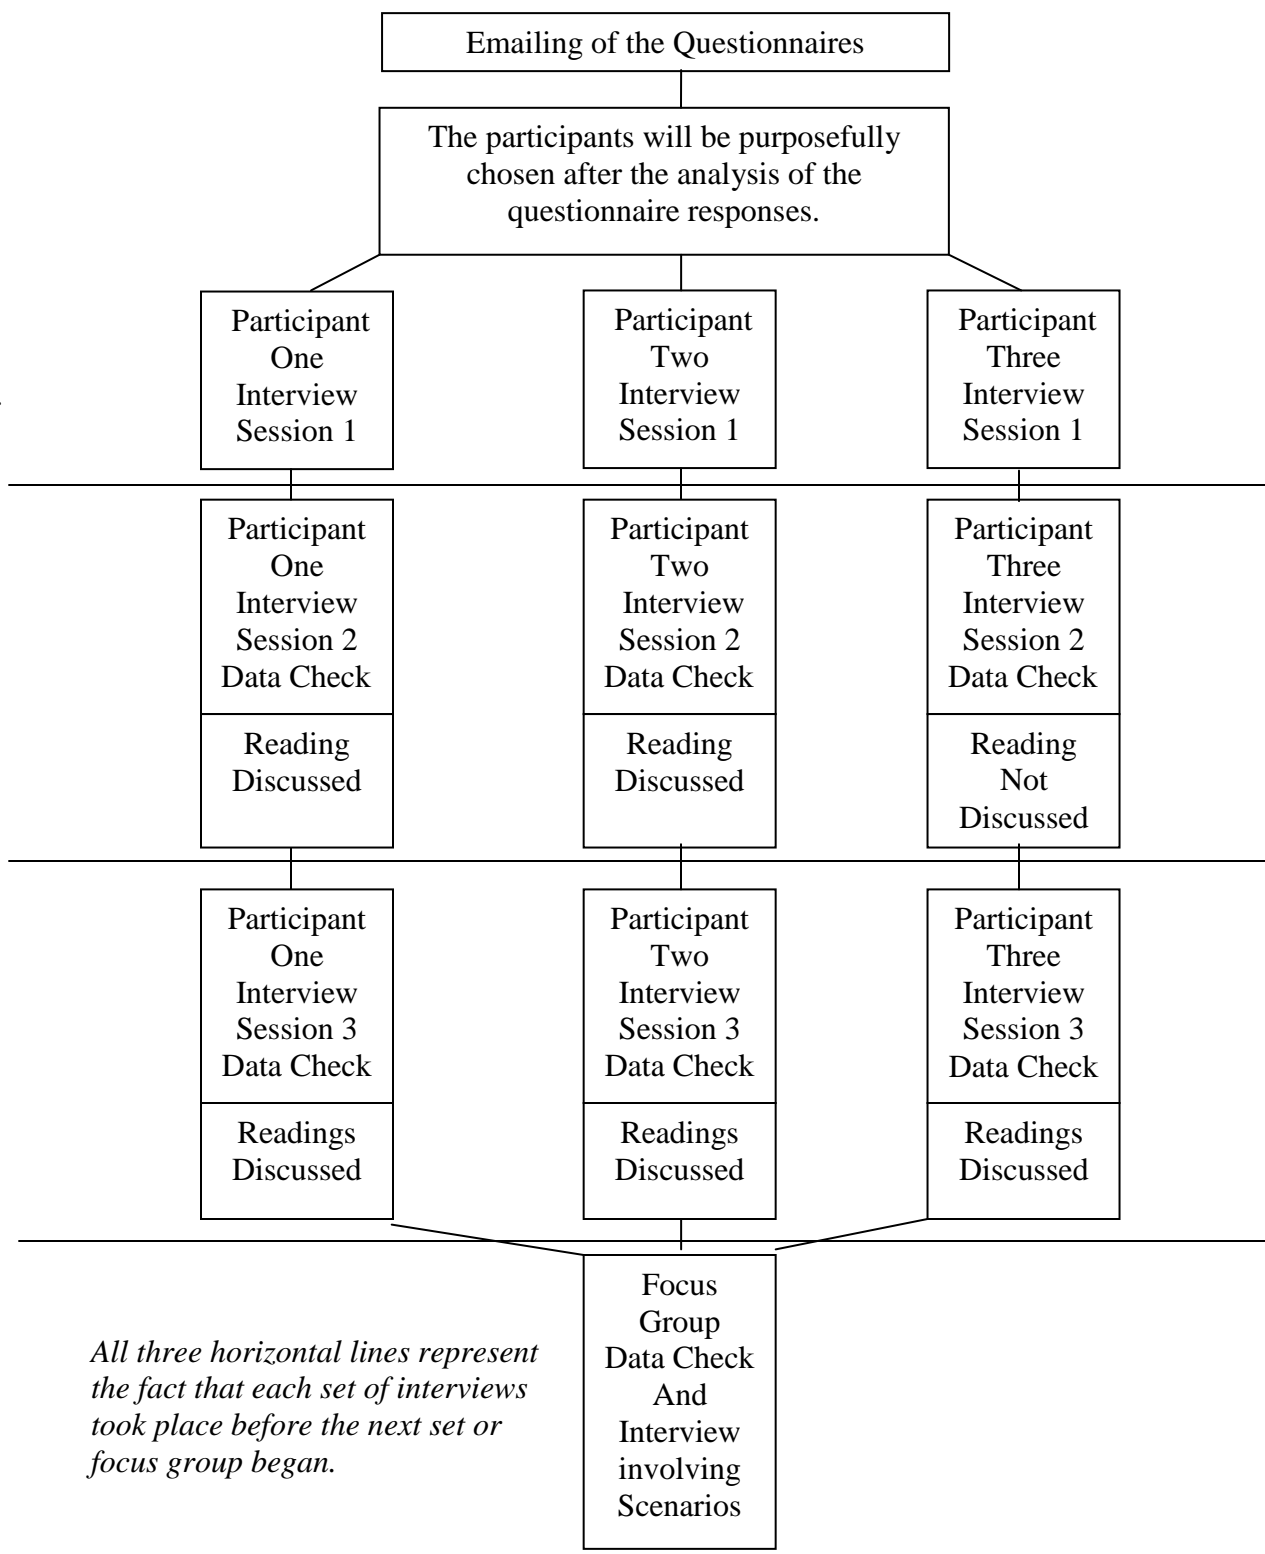 Emailing of the Questionnaires
The participants will be purposefully
chosen after the analysis of the
questionnaire responses.
Participant
One
Interview
Session 1
Participant
Two
Interview
Session 1
Participant
Three
Interview
Session 1
Participant
One
Interview
Session 2
Data Check
Reading
Discussed
Participant
Two
Interview
Session 2
Data Check
Reading
Discussed
Participant
Three
Interview
Session 2
Data Check
Reading
Not
Discussed
Participant
One
Interview
Session 3
Data Check
Readings
Discussed
Participant
Two
Interview
Session 3
Data Check
Readings
Discussed
Participant
Three
Interview
Session 3
Data Check
Readings
Discussed
All three horizontal lines represent
the fact that each set of interviews
took place before the next set or
focus group began.
Focus
Group
Data Check
And
Interview
involving
Scenarios